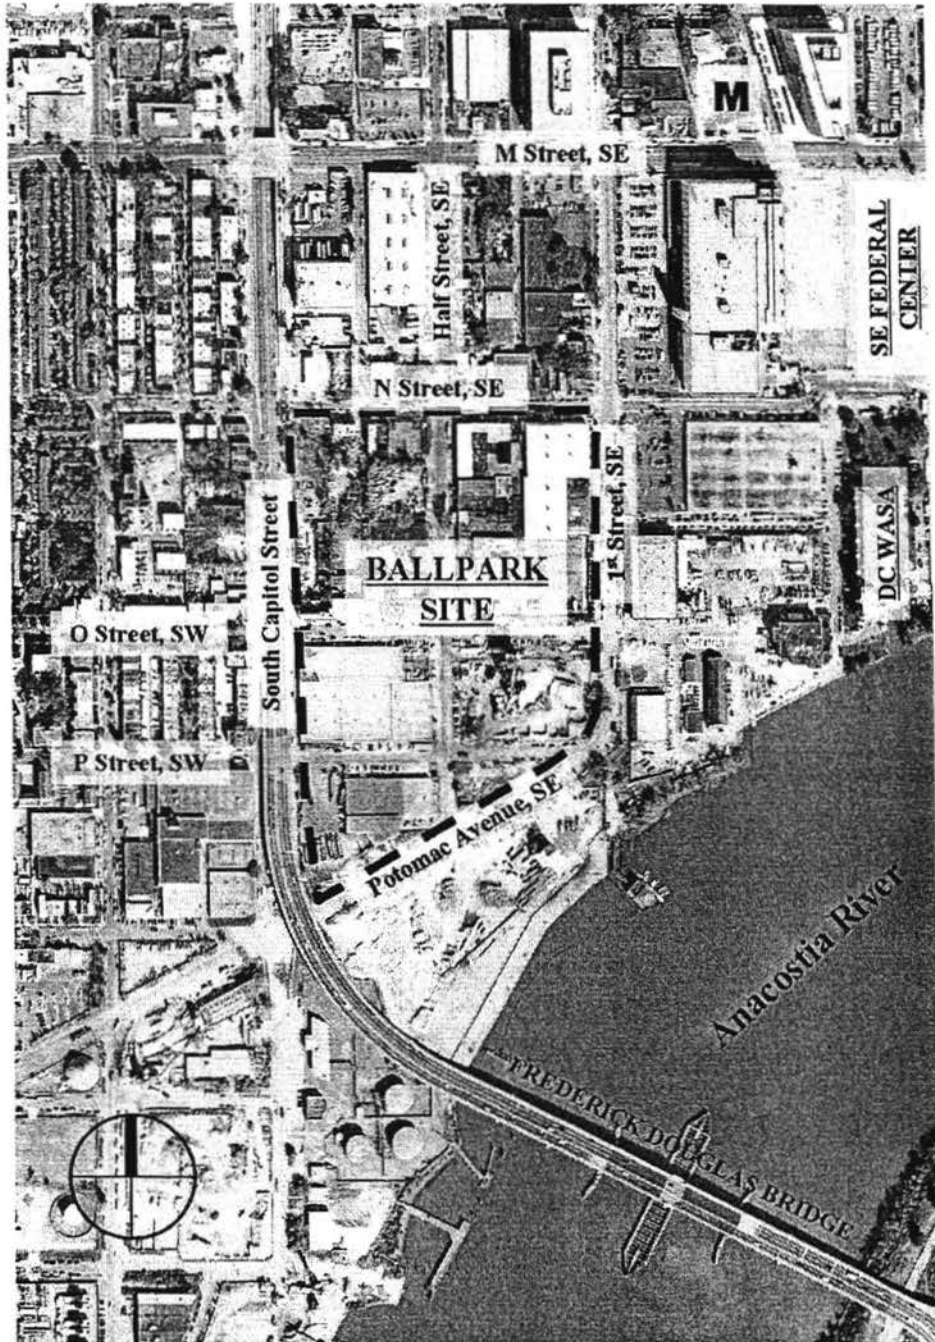 M
M Street, SE
Half Street, SE
SE FEDERAL
CENTER
N Street, SE
South Capitol Street
1st Street, SE
BALLPARK
SITE
DC WASA
O Street, SW
P Street, SW
Potomac Avenue, SE
Anacostia River
FREDERICK DOUGLAS BRIDGE